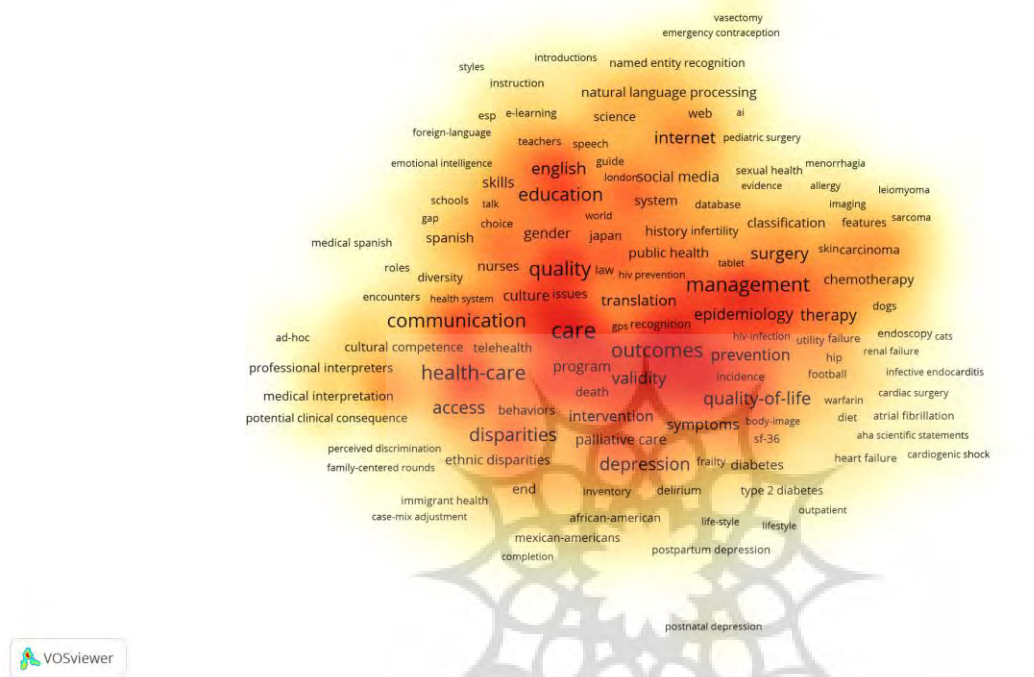 vasectomy
emergency contraception
introductions
named entity recognition
styles
instruction
natural language processing
esp e-learning science web ai
foreign-language
teachers speech internet pediatric surgery
emotional intelligence english guide sexual health menorrhagia
skills london social media evidence allergy leiomyoma
education
schools talk system database imaging
gap choice world classification features sarcoma
medical spanish spanish gender japan history infertility
public health surgery skin carcinoma
roles diversity nurses quality law hiv prevention tablet chemotherapy
management
encounters health system culture issues translation dogs
communication care gps recognition epidemiology therapy
ad-hoc hiv-infection utility failure endoscopy cats
cultural competence telehealth outcomes prevention hip renal failure
professional interpreters health-care program validity incidence football infective endocarditis
medical interpretation death quality-of-life warfarin cardiac surgery
potential clinical consequence access behaviors intervention symptoms body-image diet atrial fibrillation
disparities palliative care sf-36 aha scientific statements
perceived discrimination
family-centered rounds ethnic disparities depression frailty diabetes heart failure cardiogenic shock
end inventory delirium type 2 diabetes
immigrant health
case-mix adjustment african-american life-style lifestyle outpatient
mexican-americans
completion postpartum depression
postnatal depression
VOSviewer